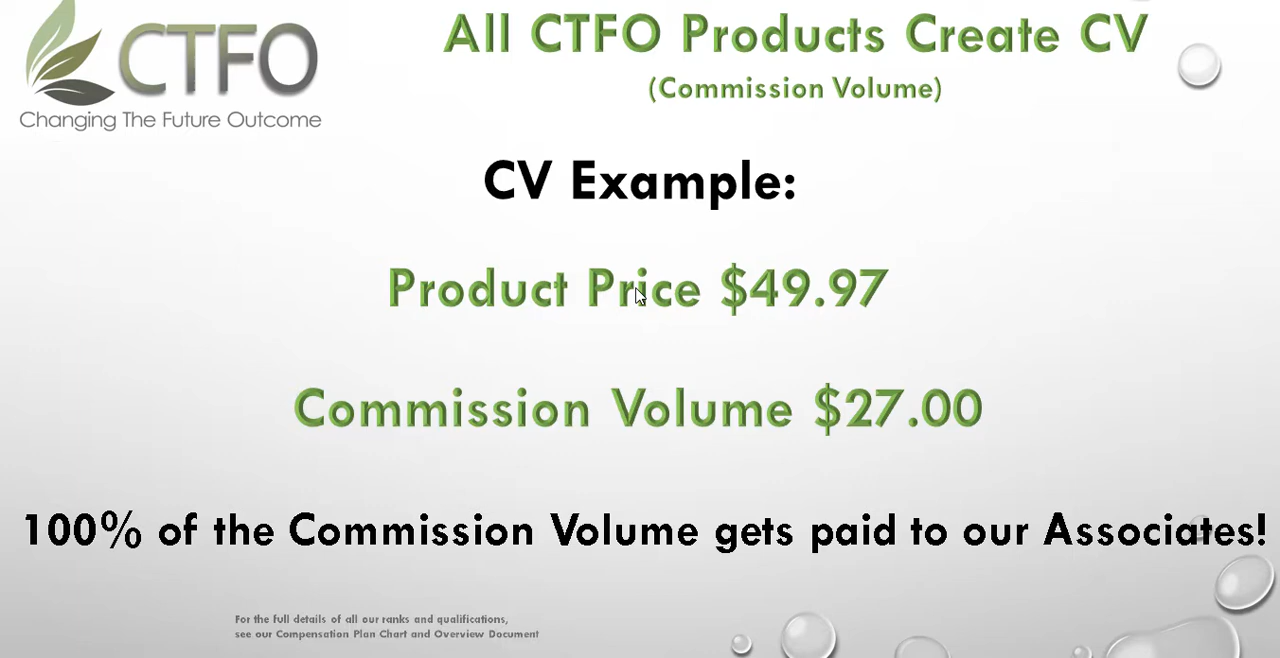 CTFO
Changing The Future Outcome
All CTFO Products Create CV
(Commission Volume)
CV Example:
Product Price $49.97
Commission Volume $27.00
100% of the Commission Volume gets paid to our Associates!
For the full details of all our ranks and qualifications,
see our Compensation Plan Chart and Overview Document